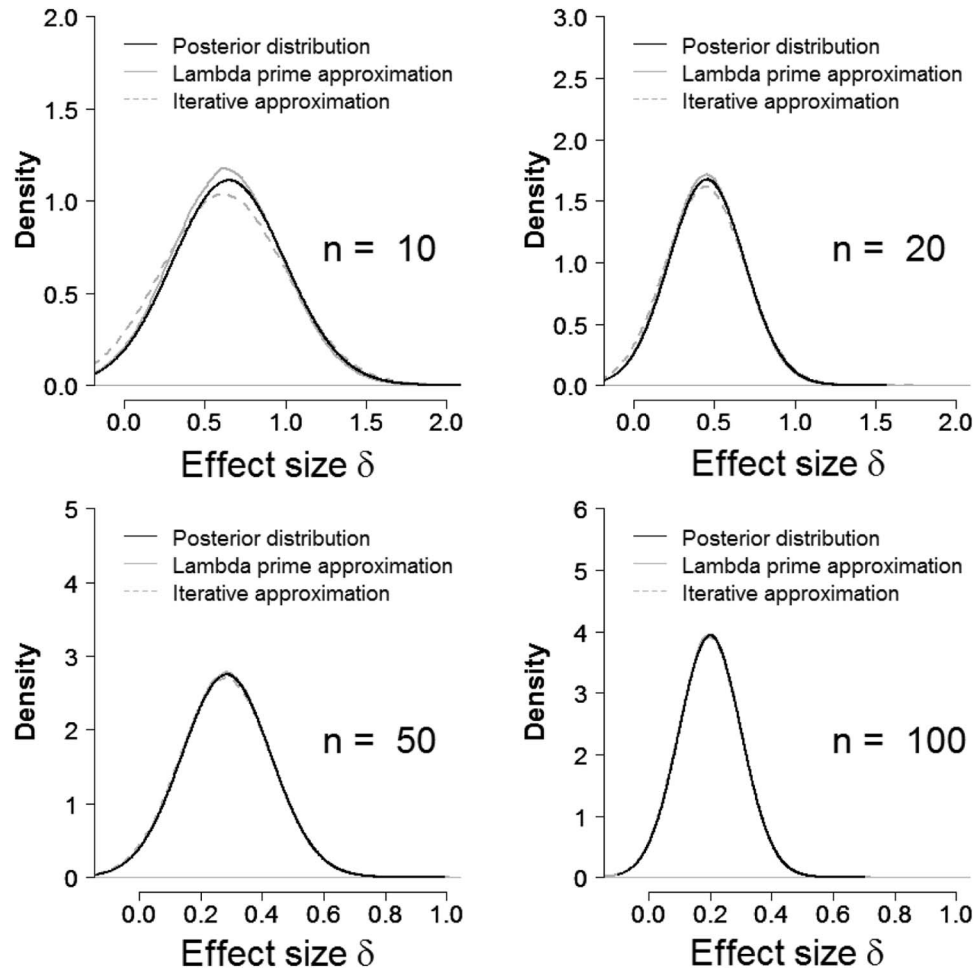 2.0
1.5
1.0
0.5
0.0
Density
Posterior distribution
Lambda prime approximation
Iterative approximation
n = 10
0.0 0.5 1.0 1.5 2.0
Effect size δ
3.0
2.5
2.0
1.5
1.0
0.5
0.0
Density
Posterior distribution
Lambda prime approximation
Iterative approximation
n = 20
0.0 0.5 1.0 1.5 2.0
Effect size δ
5
4
3
2
1
0
Density
Posterior distribution
Lambda prime approximation
Iterative approximation
n = 50
0.0 0.2 0.4 0.6 0.8 1.0
Effect size δ
6
5
4
3
2
1
0
Density
Posterior distribution
Lambda prime approximation
Iterative approximation
n = 100
0.0 0.2 0.4 0.6 0.8 1.0
Effect size δ